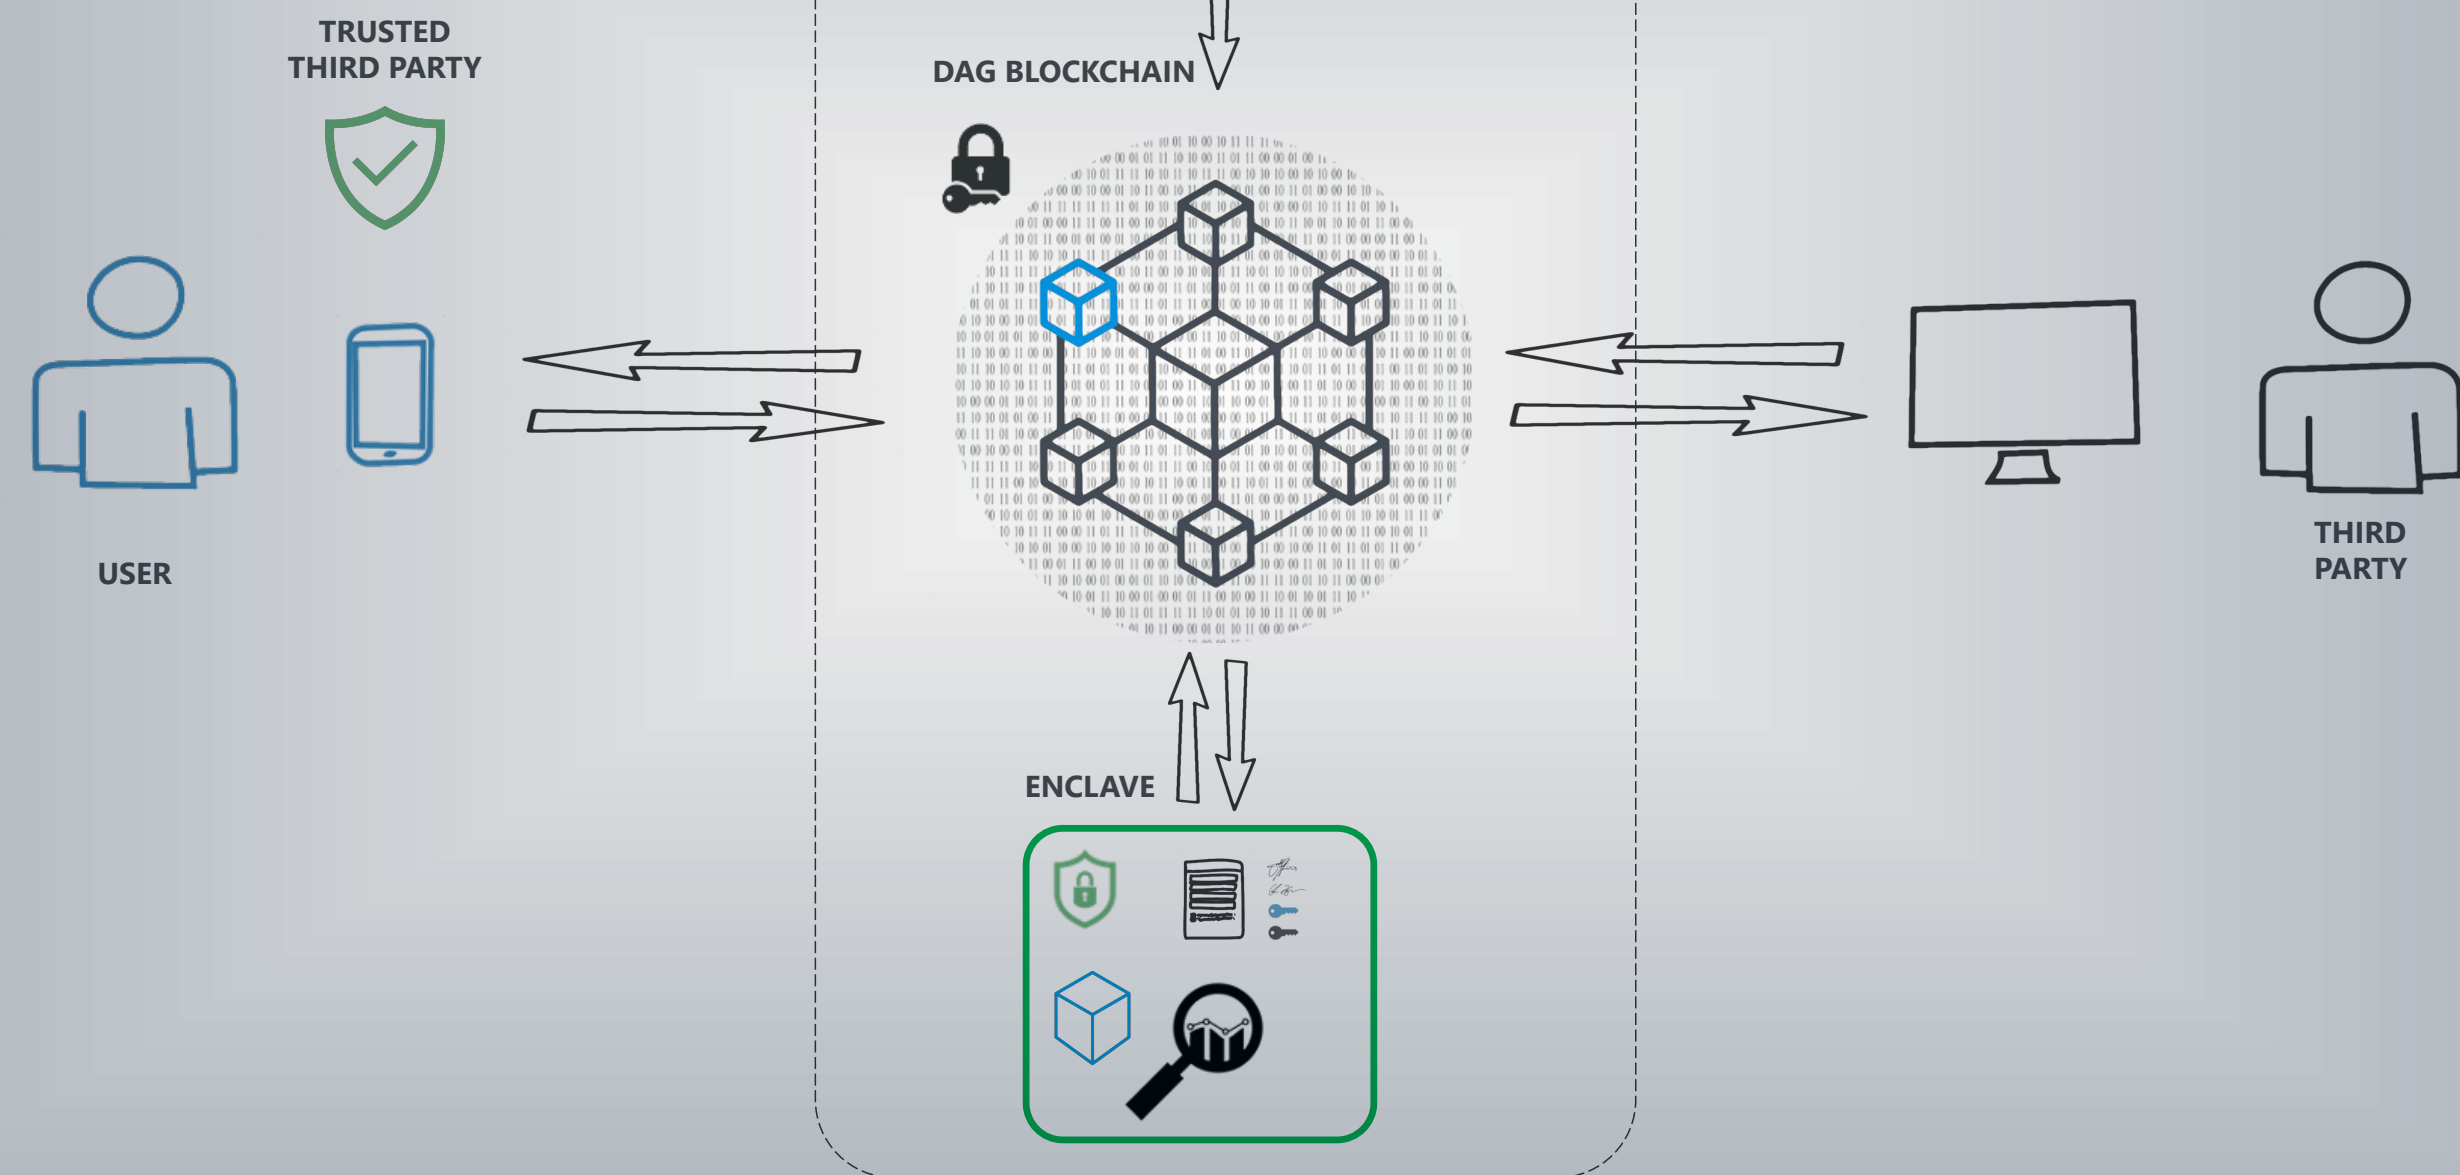 TRUSTED
THIRD PARTY
DAG BLOCKCHAIN
USER
THIRD
PARTY
ENCLAVE